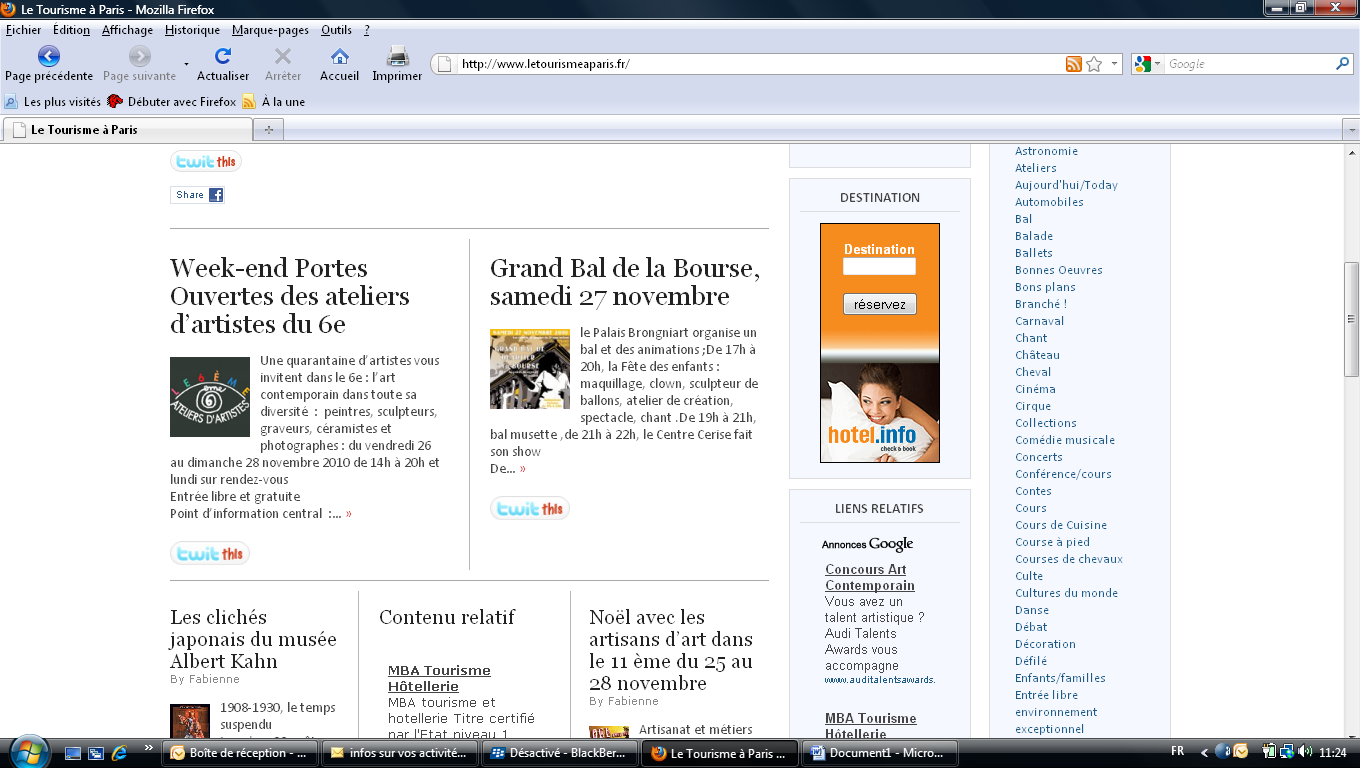 Le Tourisme à Paris - Mozilla Firefox
Fichier Édition Affichage Historique Marque-pages Outils ?
Page précédente Page suivante Actualiser Arrêter Accueil Imprimer
http://www.letourismeaparis.fr/
Google
Les plus visités Débuter avec Firefox À la une
Le Tourisme à Paris
twit this
Share f
Week-end Portes
Ouvertes des ateliers
d'artistes du 6e
LE 6ÈME
ATELIERS D'ARTISTES
Une quarantaine d'artistes vous
invitent dans le 6e : l'art
contemporain dans toute sa
diversité : peintres, sculpteurs,
graveurs, céramistes et
photographes : du vendredi 26
au dimanche 28 novembre 2010 de 14h à 20h et
lundi sur rendez-vous
Entrée libre et gratuite
Point d'information central :... »
twit this
Grand Bal de la Bourse,
samedi 27 novembre
le Palais Brongniart organise un
bal et des animations ;De 17h à
20h, la Fête des enfants :
maquillage, clown, sculpteur de
ballons, atelier de création,
spectacle, chant .De 19h à 21h,
bal musette ,de 21h à 22h, le Centre Cerise fait
son show
De... »
twit this
Les clichés
japonais du musée
Albert Kahn
By Fabienne
1908-1930, le temps
suspendu
Contenu relatif
MBA Tourisme
Hôtellerie
MBA tourisme et
hotellerie Titre certifié
par l'Etat niveau 1
Noël avec les
artisans d'art dans
le 11 ème du 25 au
28 novembre
By Fabienne
Artisanat et métiers
DESTINATION
Destination
réservez
hotel.info
check a book
LIENS RELATIFS
Annonces Google
Concours Art
Contemporain
Vous avez un
talent artistique ?
Audi Talents
Awards vous
accompagne
www.auditalentsawards.
MBA Tourisme
Hôtellerie
Astronomie
Ateliers
Aujourd'hui/Today
Automobiles
Bal
Balade
Ballets
Bonnes Oeuvres
Bons plans
Branché !
Carnaval
Chant
Château
Cheval
Cinéma
Cirque
Collections
Comédie musicale
Concerts
Conférence/cours
Contes
Cours
Cours de Cuisine
Course à pied
Courses de chevaux
Culte
Cultures du monde
Danse
Débat
Décoration
Défilé
Enfants/familles
Entrée libre
environnement
exceptionnel
Boîte de réception - ... infos sur vos activité... Désactivé - BlackBer... Le Tourisme à Paris ... Document1 - Micro... FR 11:24